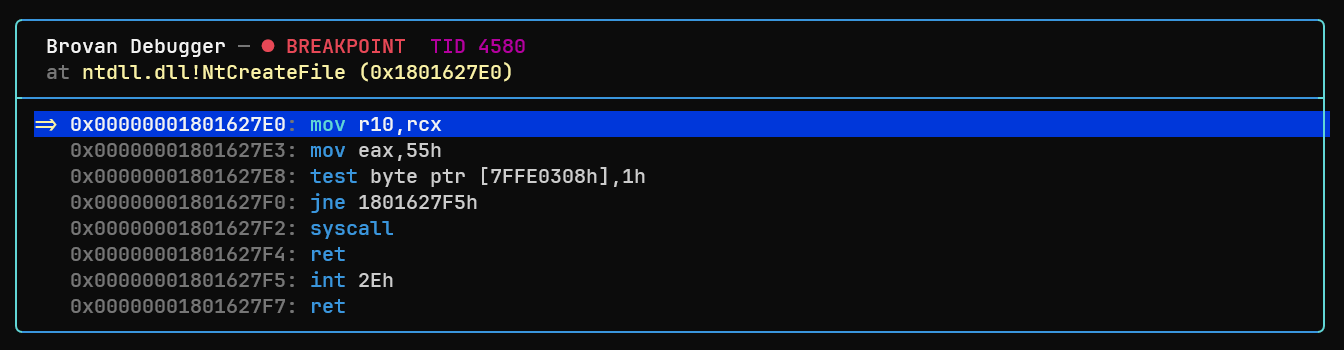 Brovan Debugger — ● BREAKPOINT TID 4580
at ntdll.dll!NtCreateFile (0x1801627E0)
=> 0x00000001801627E0: mov r10,rcx
0x00000001801627E3: mov eax,55h
0x00000001801627E8: test byte ptr [7FFE0308h],1h
0x00000001801627F0: jne 1801627F5h
0x00000001801627F2: syscall
0x00000001801627F4: ret
0x00000001801627F5: int 2Eh
0x00000001801627F7: ret